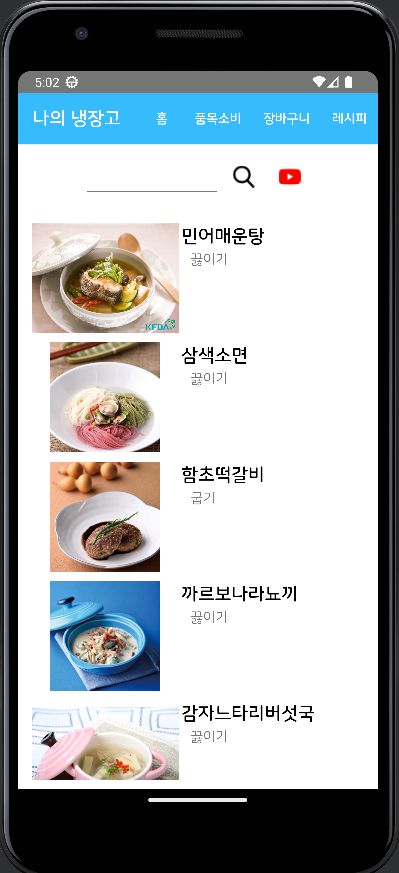 5:02
나의 냉장고 홈 품목소비 장바구니 레시피
민어매운탕
끓이기
KFDA
삼색소면
끓이기
함초떡갈비
굽기
까르보나라뇨끼
끓이기
감자느타리버섯국
끓이기